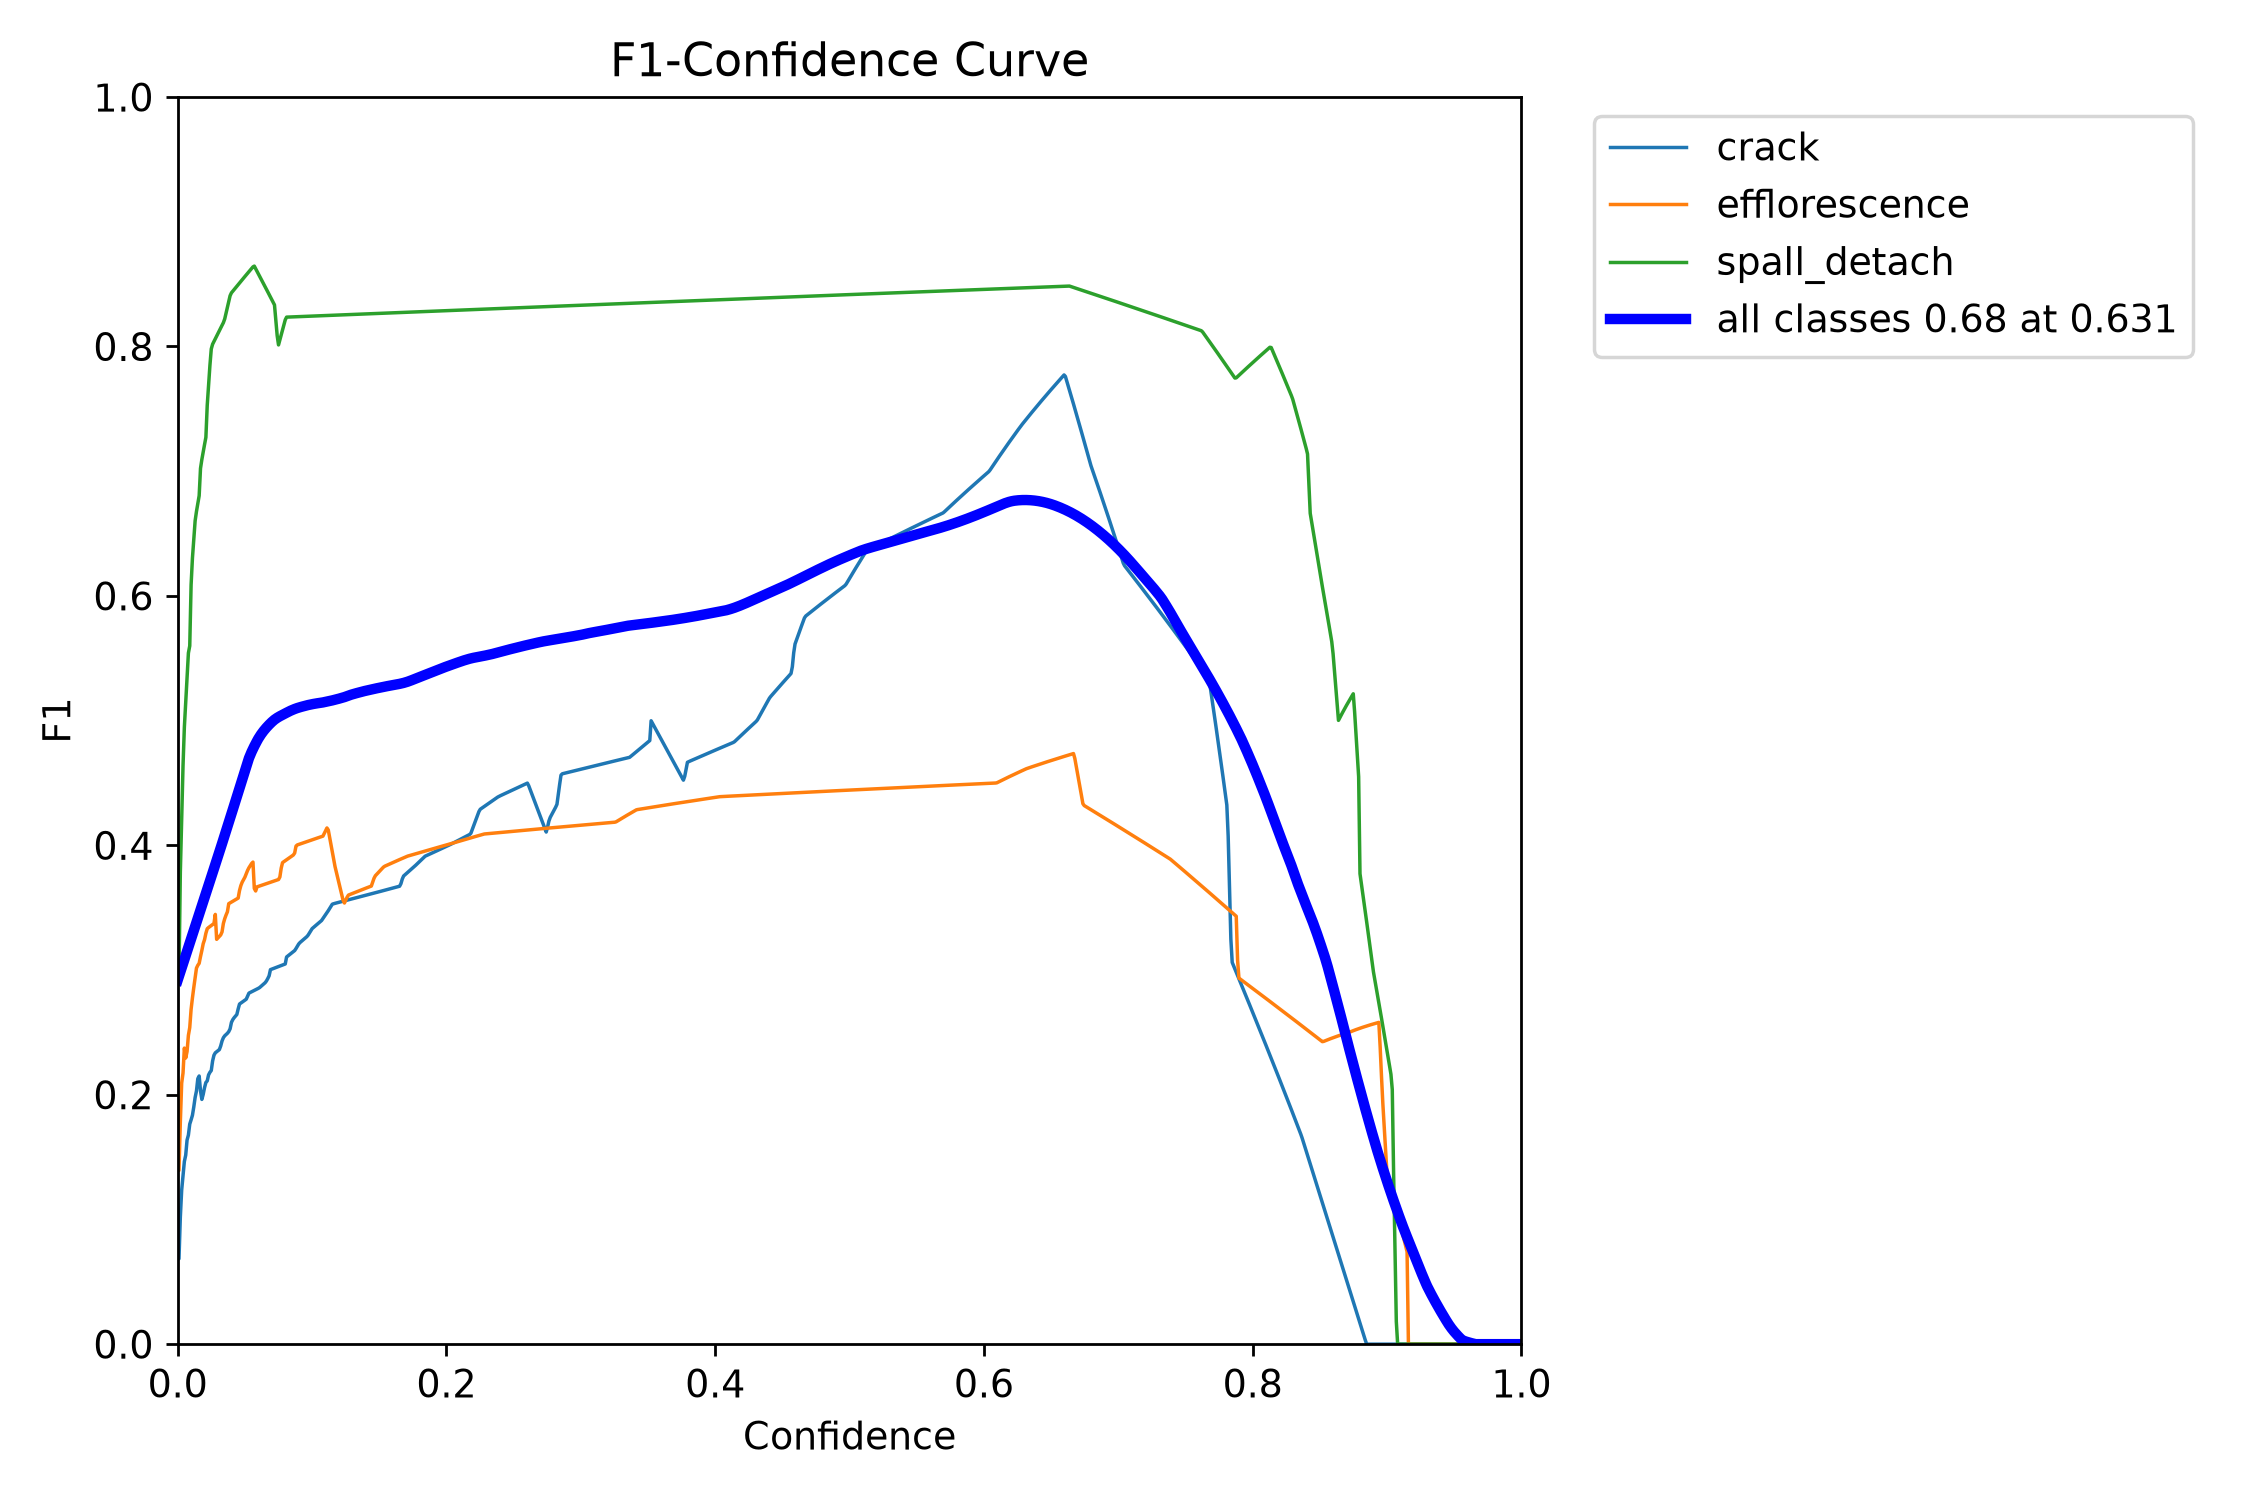 F1-Confidence Curve
1.0
0.8
0.6
0.4
0.2
0.0
F1
0.0 0.2 0.4 0.6 0.8 1.0
Confidence
crack
efflorescence
spall_detach
all classes 0.68 at 0.631